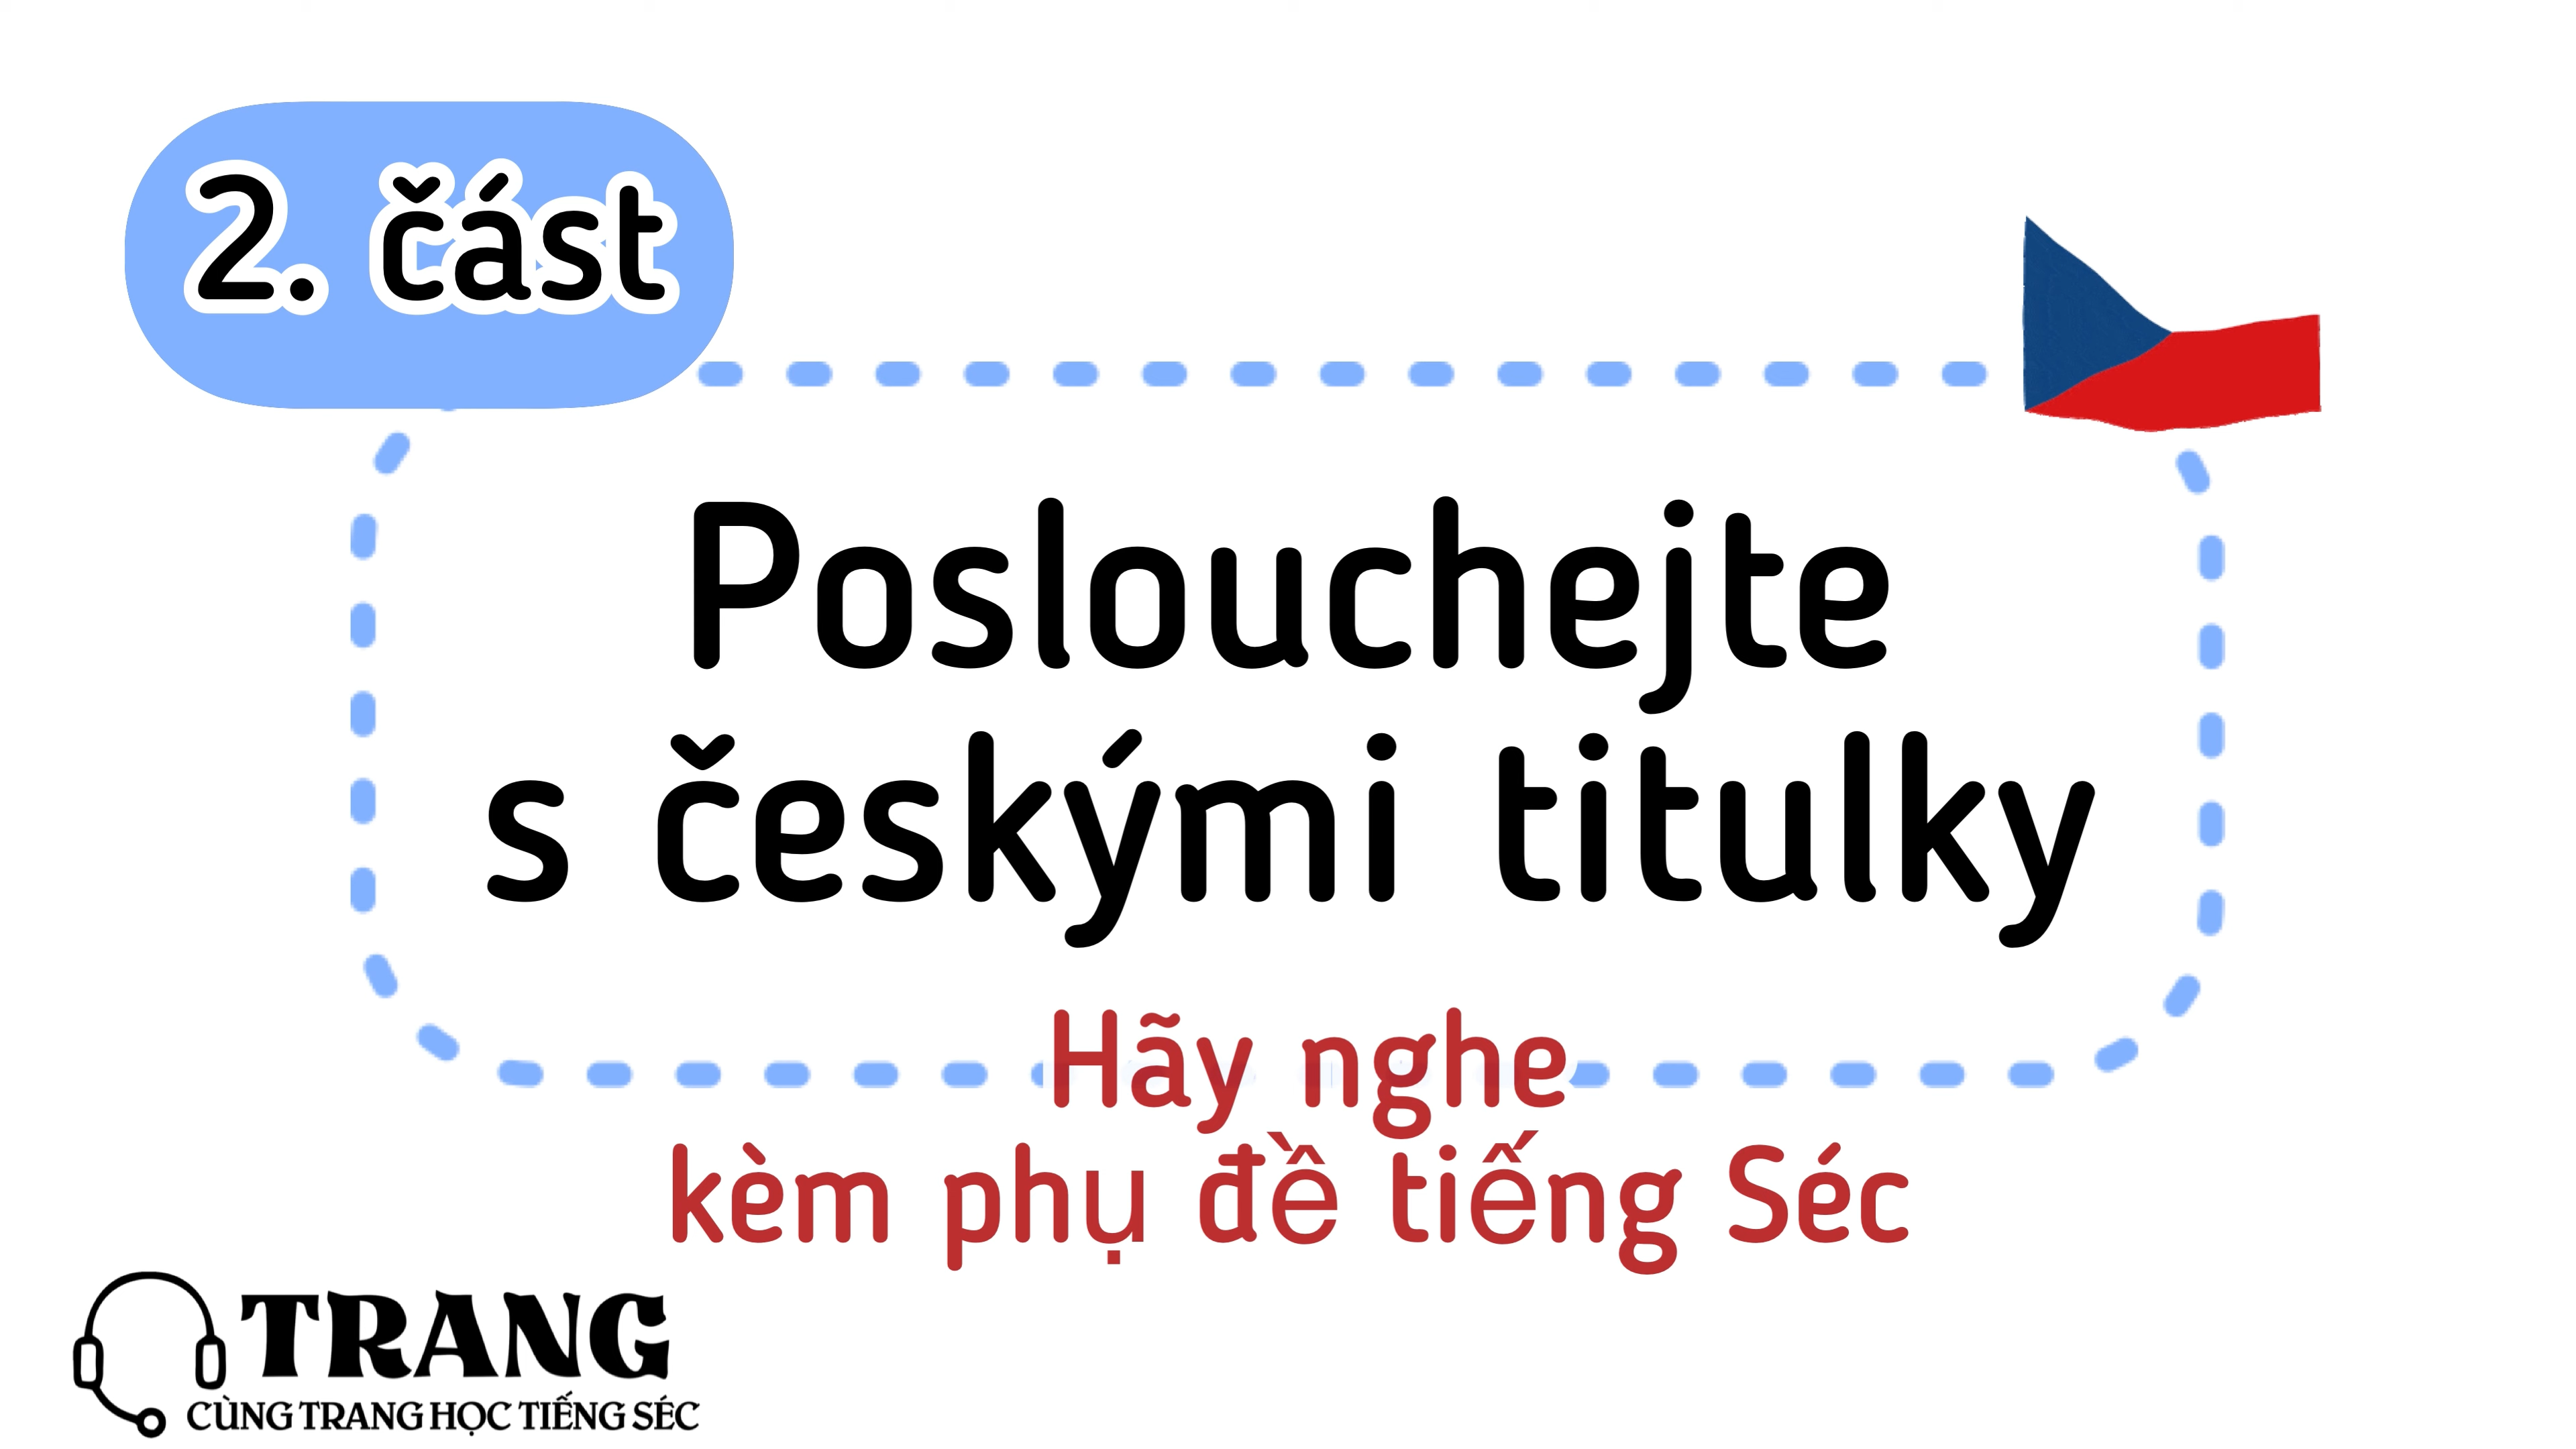 2. část
Poslouchejte
s českými titulky
Hãy nghe
kèm phụ đề tiếng Séc
TRANG
CÙNG TRANG HỌC TIẾNG SÉC